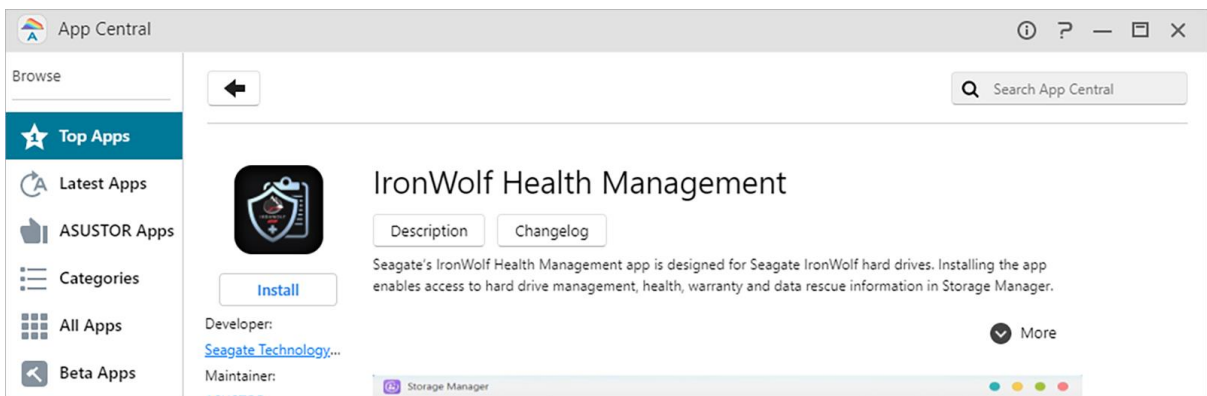 App Central
Browse
Search App Central
Top Apps
Latest Apps
ASUSTOR Apps
Categories
All Apps
Beta Apps
IronWolf Health Management
Description
Changelog
Seagate's IronWolf Health Management app is designed for Seagate IronWolf hard drives. Installing the app
enables access to hard drive management, health, warranty and data rescue information in Storage Manager.
Install
Developer:
Seagate Technology...
Maintainer:
More
Storage Manager